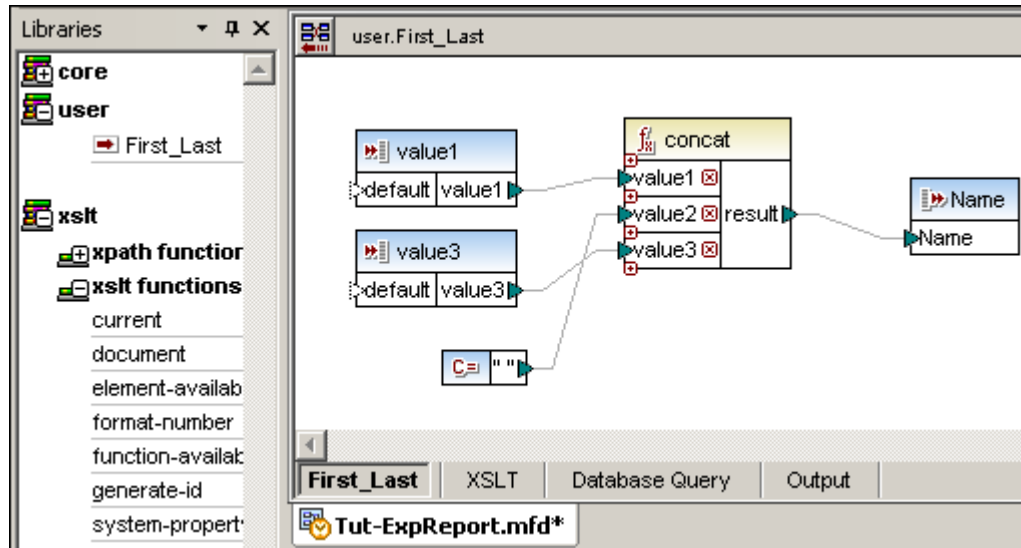 Libraries
core
user
First_Last
xslt
xpath function
xslt functions
current
document
element-availab
format-number
function-availab
generate-id
system-propert
user.First_Last
value1
default value1
value3
default value3
C= " "
fx concat
value1
value2 result
value3
Name
Name
First_Last XSLT Database Query Output
Tut-ExpReport.mfd*